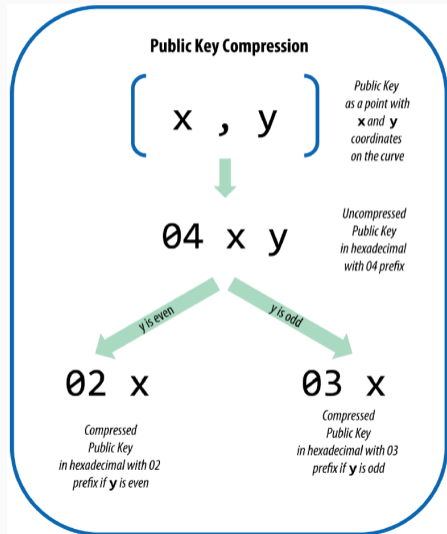 Public Key Compression
x , y
Public Key
as a point with
x and y
coordinates
on the curve
04 x y
Uncompressed
Public Key
in hexadecimal
with 04 prefix
y is even
y is odd
02 x
03 x
Compressed
Public Key
in hexadecimal with 02
prefix if y is even
Compressed
Public Key
in hexadecimal with 03
prefix if y is odd